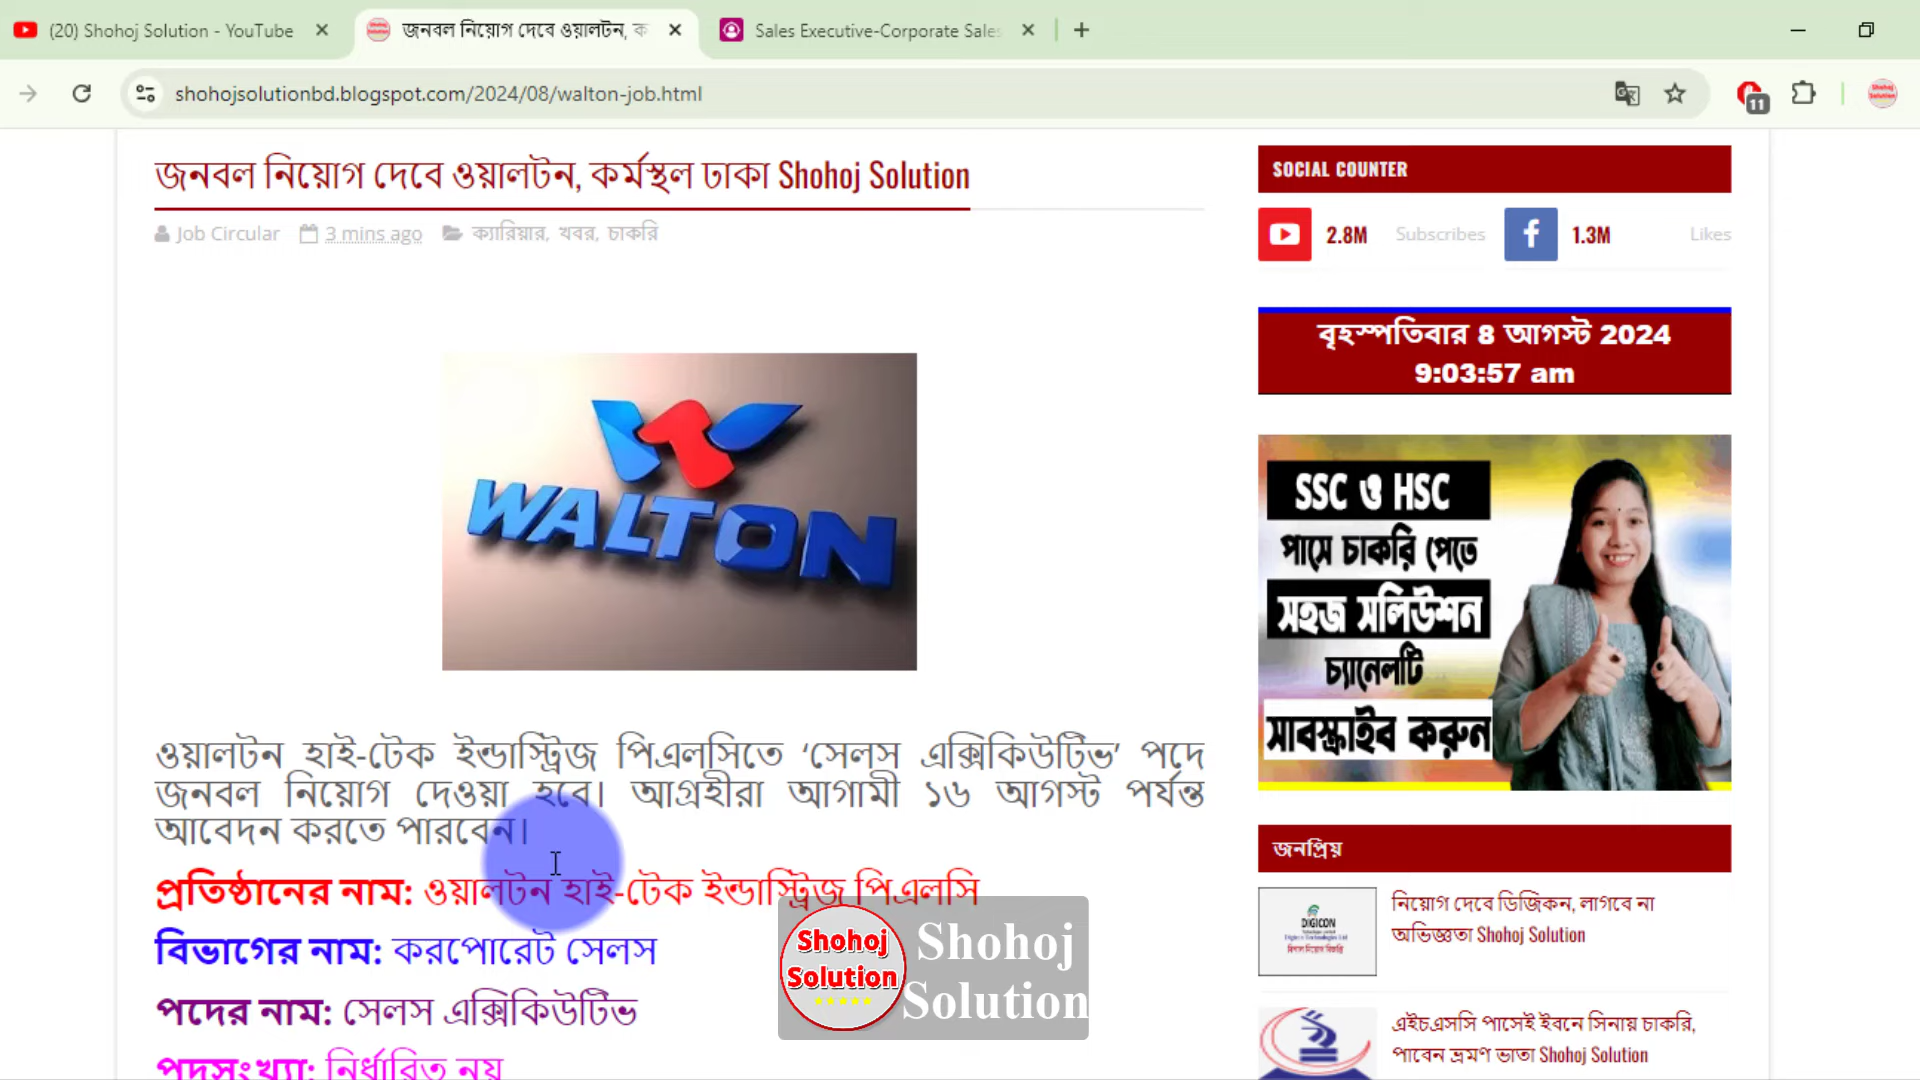 (20) Shohoj Solution - YouTube
জনবল নিয়োগ দেবে ওয়ালটন, ক
Sales Executive-Corporate Sales
shohojsolutionbd.blogspot.com/2024/08/walton-job.html
11
জনবল নিয়োগ দেবে ওয়ালটন, কর্মস্থল ঢাকা Shohoj Solution
Job Circular 3 mins ago ক্যারিয়ার, খবর, চাকরি
WALTON
ওয়ালটন হাই-টেক ইন্ডাস্ট্রিজ পিএলসিতে ‘সেলস এক্সিকিউটিভ’ পদে
জনবল নিয়োগ দেওয়া হবে। আগ্রহীরা আগামী ১৬ আগস্ট পর্যন্ত
আবেদন করতে পারবেন।
প্রতিষ্ঠানের নাম: ওয়ালটন হাই-টেক ইন্ডাস্ট্রিজ পিএলসি
বিভাগের নাম: করপোরেট সেলস
পদের নাম: সেলস এক্সিকিউটিভ
পদসংখ্যা: নির্ধারিত নয়
Shohoj
Solution
Shohoj
Solution
SOCIAL COUNTER
2.8M Subscribes 1.3M Likes
বৃহস্পতিবার 8 আগস্ট 2024
9:03:57 am
SSC ও HSC
পাসে চাকরি পেতে
সহজ সলিউশন
চ্যানেলটি
সাবস্ক্রাইব করুন
জনপ্রিয়
DIGICON
নিয়োগ দেবে ডিজিকন, লাগবে না
অভিজ্ঞতা Shohoj Solution
এইচএসসি পাসেই ইবনে সিনায় চাকরি,
পাবেন ভ্রমণ ভাতা Shohoj Solution